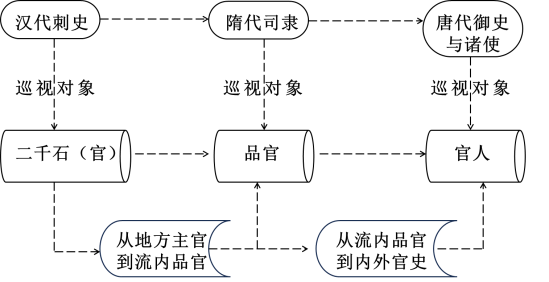 汉代刺史
隋代司隶
唐代御史
与诸使
巡视对象
巡视对象
巡视对象
二千石（官）
品官
官人
从地方主官
到流内品官
从流内品官
到内外官史